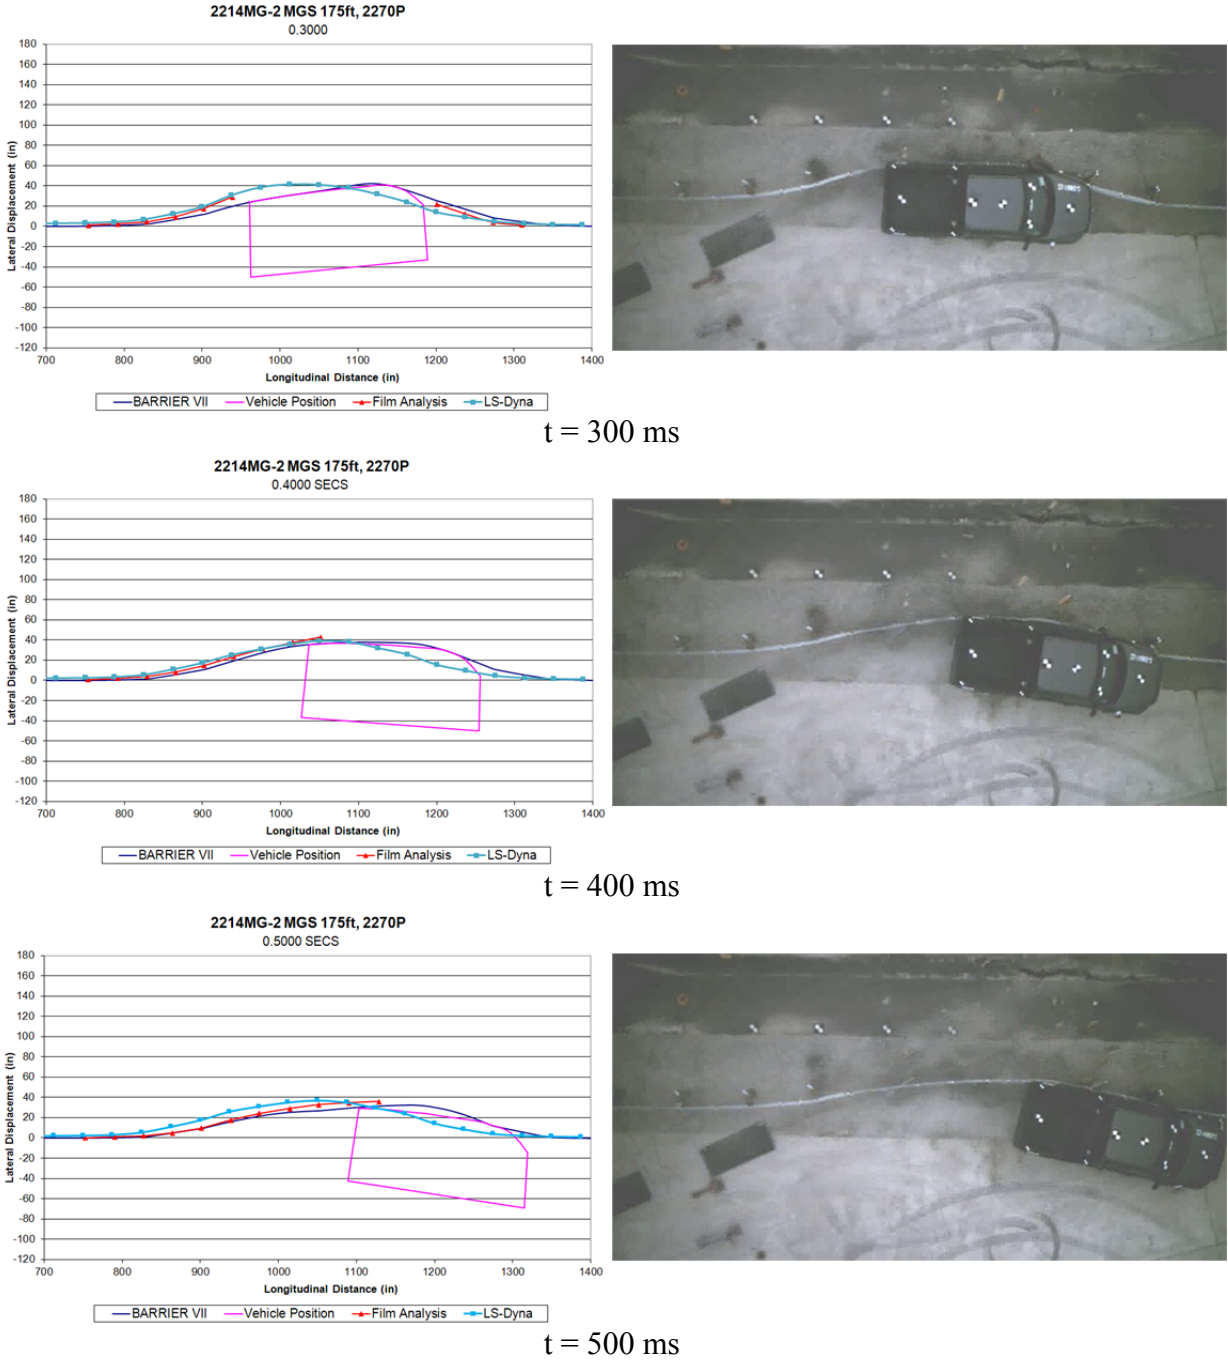 2214MG-2 MGS 175ft, 2270P
0.3000
180
160
140
120
100
80
60
40
20
0
-20
-40
-60
-80
-100
-120
Lateral Displacement (in)
700 800 900 1000 1100 1200 1300 1400
Longitudinal Distance (in)
BARRIER VII Vehicle Position Film Analysis LS-Dyna
t = 300 ms
2214MG-2 MGS 175ft, 2270P
0.4000 SECS
180
160
140
120
100
80
60
40
20
0
-20
-40
-60
-80
-100
-120
Lateral Displacement (in)
700 800 900 1000 1100 1200 1300 1400
Longitudinal Distance (in)
BARRIER VII Vehicle Position Film Analysis LS-Dyna
t = 400 ms
2214MG-2 MGS 175ft, 2270P
0.5000 SECS
180
160
140
120
100
80
60
40
20
0
-20
-40
-60
-80
-100
-120
Lateral Displacement (in)
700 800 900 1000 1100 1200 1300 1400
Longitudinal Distance (in)
BARRIER VII Vehicle Position Film Analysis LS-Dyna
t = 500 ms